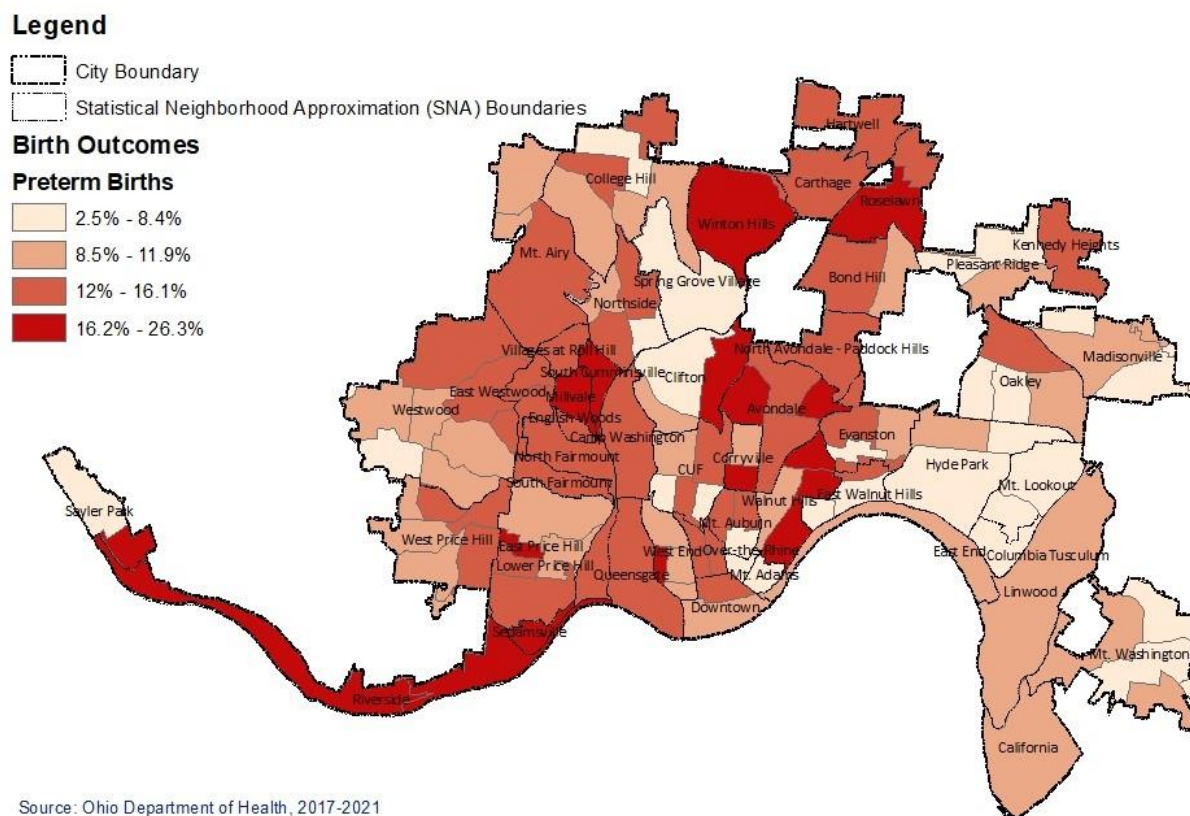 Legend
City Boundary
Statistical Neighborhood Approximation (SNA) Boundaries
Birth Outcomes
Preterm Births
2.5% - 8.4%
8.5% - 11.9%
12% - 16.1%
16.2% - 26.3%
Hartwell
College Hill
Carthage
Roselawn
Winton Hills
Kennedy Heights
Mt. Airy
Pleasant Ridge
Bond Hill
Spring Grove Village
Northside
Villages at Roll Hill
North Avondale - Paddock Hills
Madisonville
South Cumminsville
Clifton
Oakley
East Westwood
Millvale
Westwood
Avondale
English Woods
Evanston
Camp Washington
North Fairmount
Corryville
Hyde Park
CUF
South Fairmount
Mt. Lookout
Walnut Hills
East Walnut Hills
Sayler Park
Mt. Auburn
West Price Hill
East Price Hill
West End
Over-the-Rhine
East End
Columbia Tusculum
Lower Price Hill
Queensgate
Mt. Adams
Linwood
Downtown
Sedamsville
Mt. Washington
Riverside
California
Source: Ohio Department of Health, 2017-2021